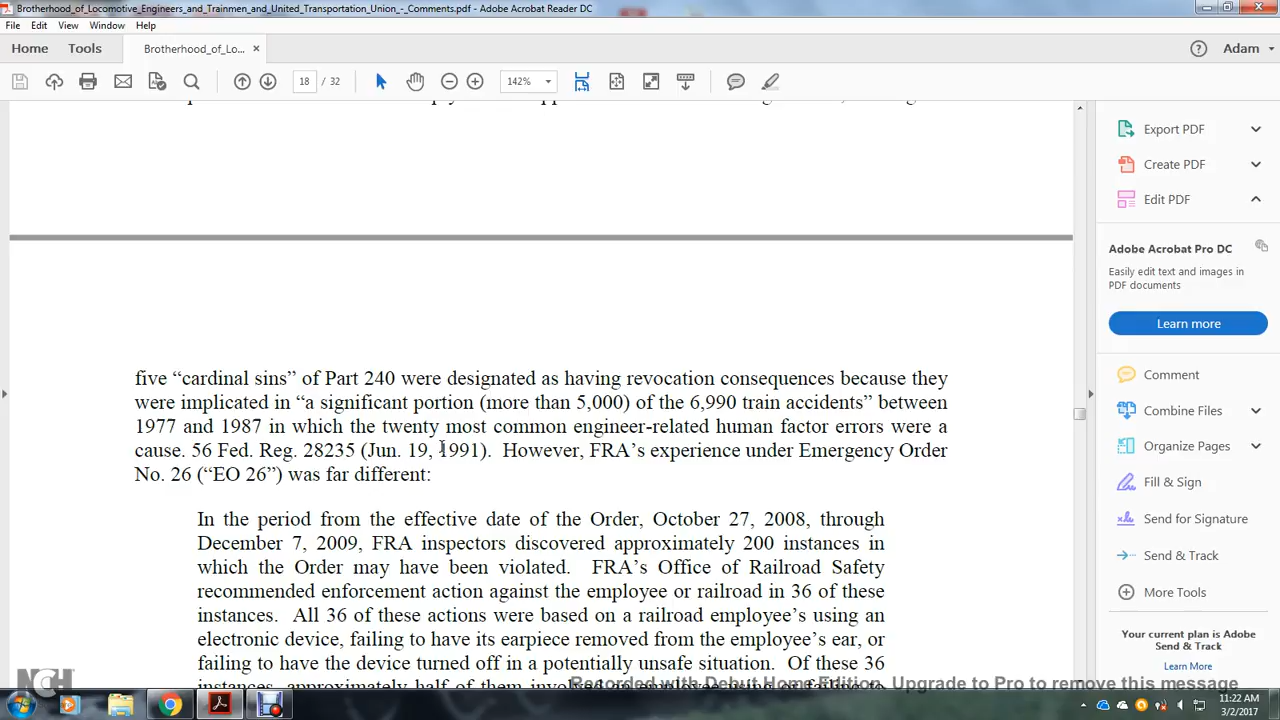 Brotherhood_of_Locomotive_Engineers_and_Trainmen_and_United_Transportation_Union_-_Comments.pdf - Adobe Acrobat Reader DC
File Edit View Window Help
Home Tools Brotherhood_of_Lo... × Adam
18 / 32 142%
five “cardinal sins” of Part 240 were designated as having revocation consequences because they
were implicated in “a significant portion (more than 5,000) of the 6,990 train accidents” between
1977 and 1987 in which the twenty most common engineer-related human factor errors were a
cause. 56 Fed. Reg. 28235 (Jun. 19, 1991). However, FRA’s experience under Emergency Order
No. 26 (“EO 26”) was far different:
In the period from the effective date of the Order, October 27, 2008, through
December 7, 2009, FRA inspectors discovered approximately 200 instances in
which the Order may have been violated. FRA’s Office of Railroad Safety
recommended enforcement action against the employee or railroad in 36 of these
instances. All 36 of these actions were based on a railroad employee’s using an
electronic device, failing to have its earpiece removed from the employee’s ear, or
failing to have the device turned off in a potentially unsafe situation. Of these 36
Export PDF
Create PDF
Edit PDF
Adobe Acrobat Pro DC
Easily edit text and images in
PDF documents
Learn more
Comment
Combine Files
Organize Pages
Fill & Sign
Send for Signature
Send & Track
More Tools
Your current plan is Adobe
Send & Track
Learn More
NCH
Recorded with Debut Home Edition. Upgrade to Pro to remove this message
11:22 AM
3/2/2017